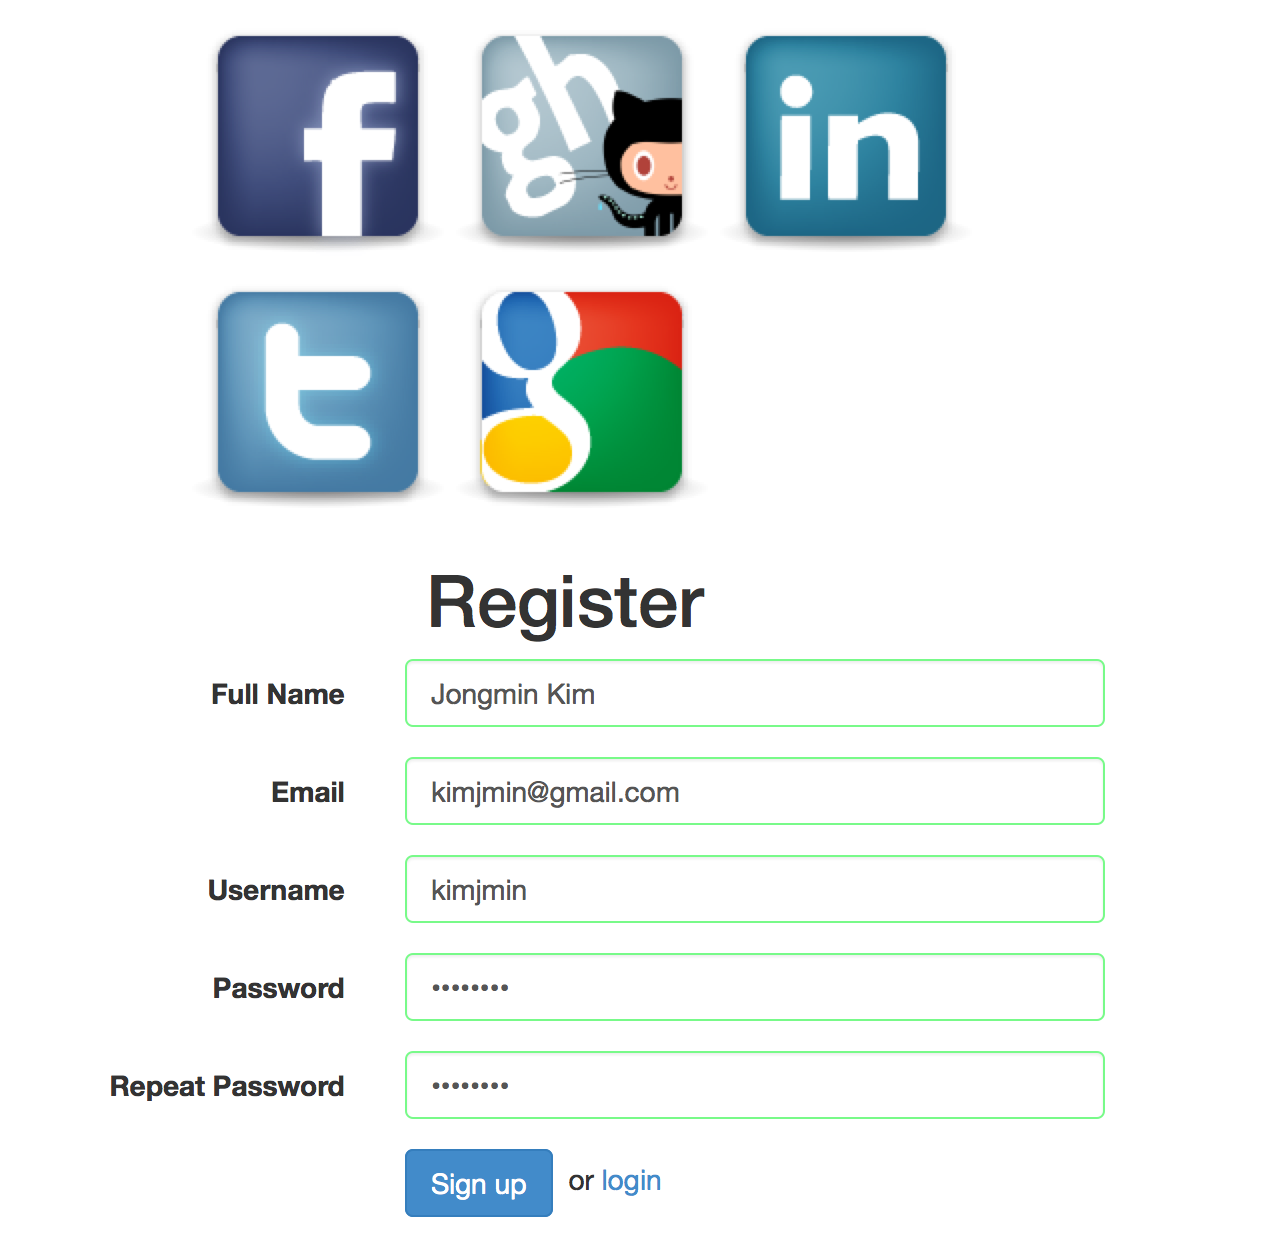 f gh in
t g
Register
Full Name Jongmin Kim
Email kimjmin@gmail.com
Username kimjmin
Password ••••••••
Repeat Password ••••••••
Sign up or login